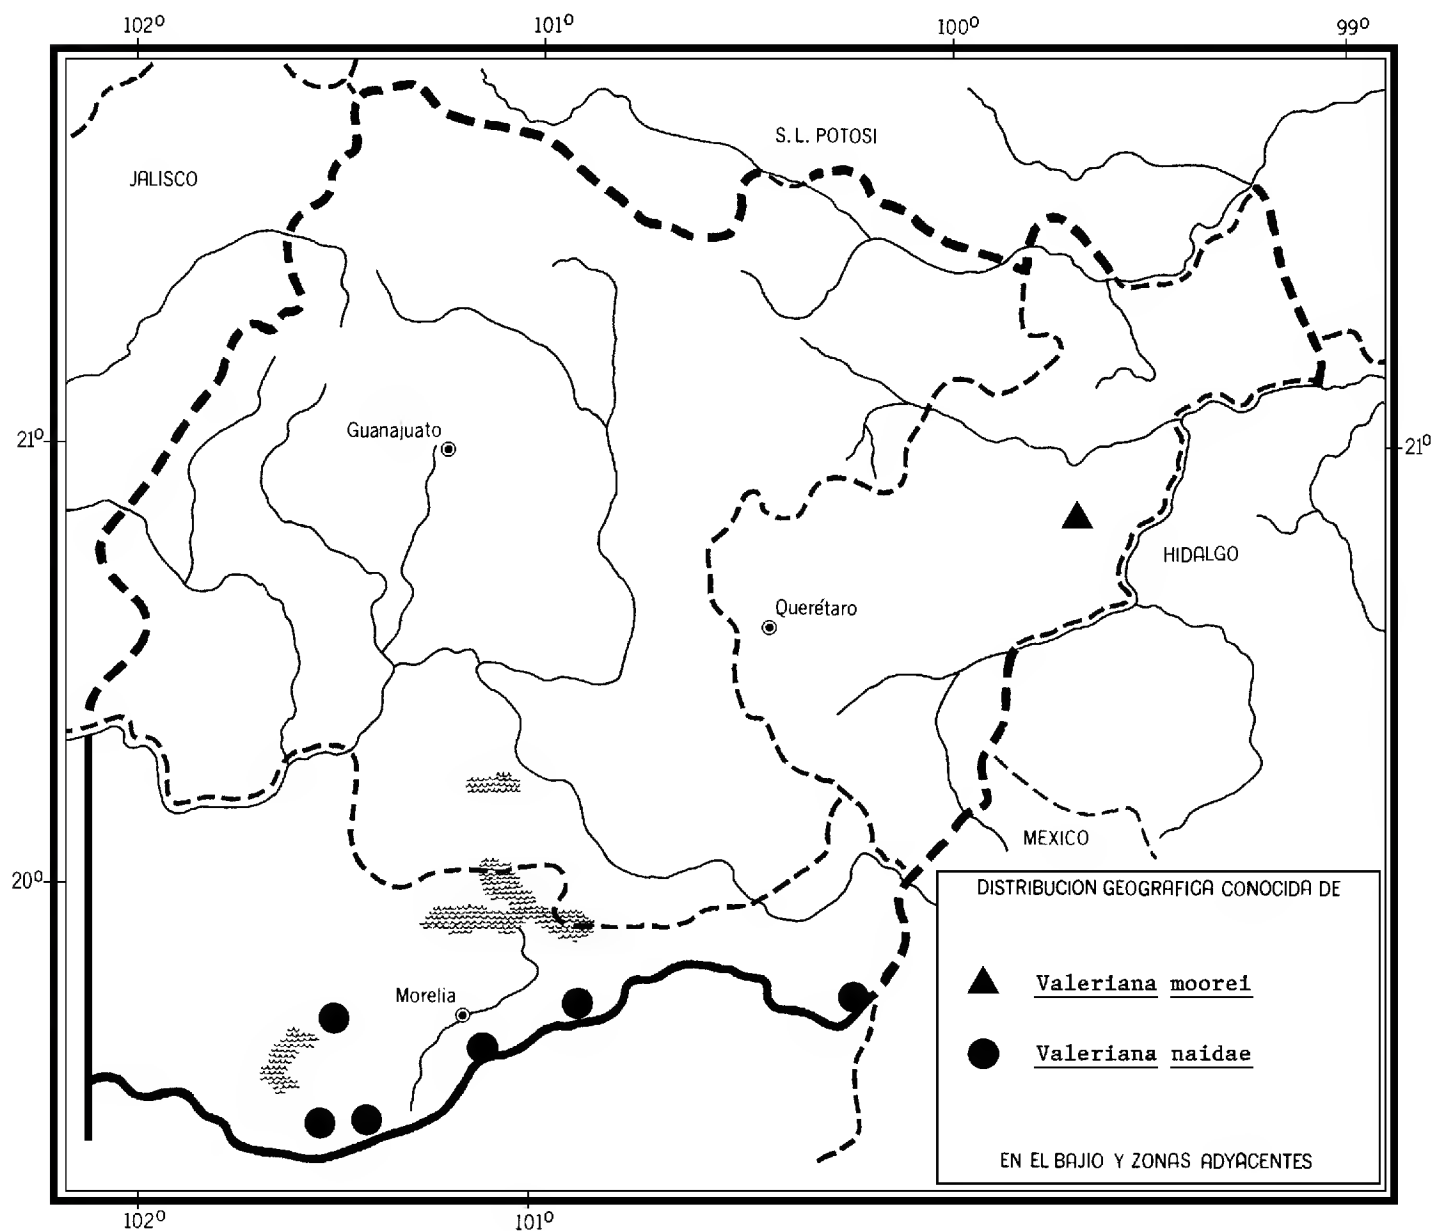 102º
101º
100º
99º
S.L. POTOSI
JALISCO
Guanajuato
21º
21º
HIDALGO
Querétaro
MEXICO
20º
DISTRIBUCION GEOGRAFICA CONOCIDA DE
Valeriana moorei
Morelia
Valeriana naidae
EN EL BAJIO Y ZONAS ADYACENTES
102º
101º